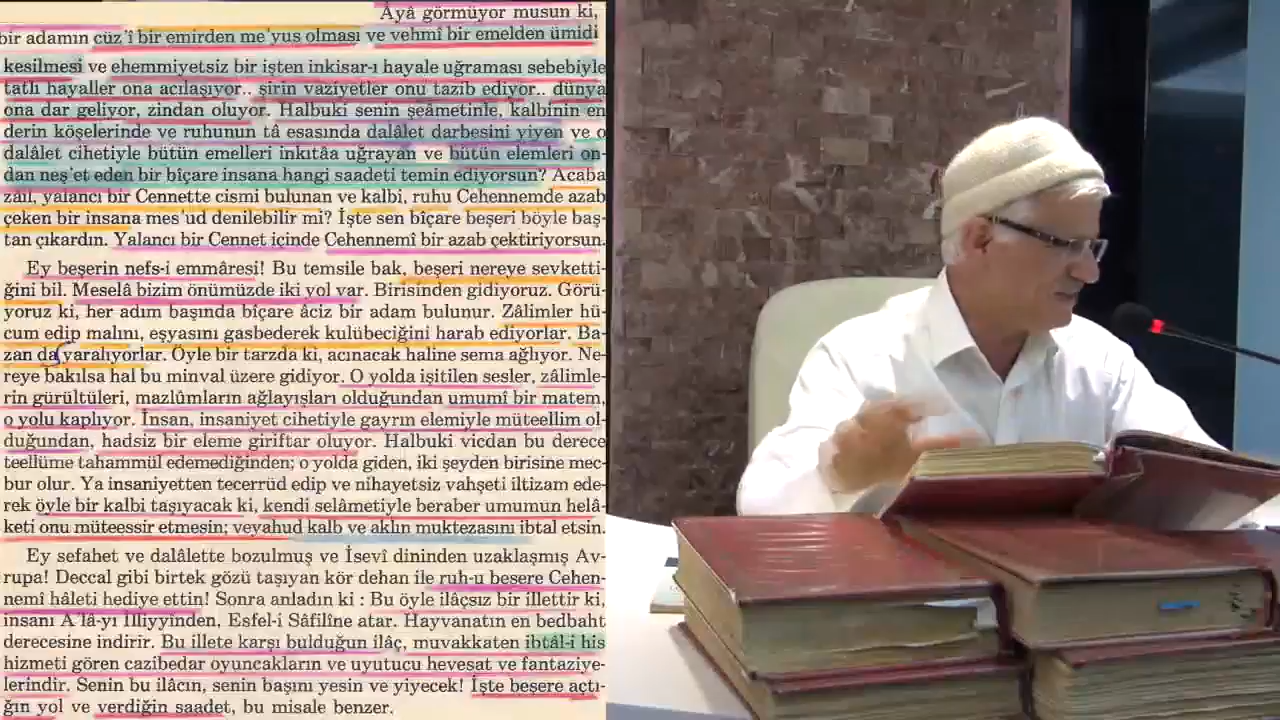 Âyâ görmüyor musun ki,
bir adamın cüz'î bir emirden me'yus olması ve vehmî bir emelden ümidi
kesilmesi ve ehemmiyetsiz bir işten inkisar-ı hayale uğraması sebebiyle
tatlı hayaller ona acılaşıyor.. şirin vaziyetler onu tazib ediyor.. dünya
ona dar geliyor, zindan oluyor. Halbuki senin şeâmetinle, kalbinin en
derin köşelerinde ve ruhunun tâ esasında dalâlet darbesini yiyen ve o
dalâlet cihetiyle bütün emelleri inkıtâa uğrayan ve bütün elemleri on-
dan neş'et eden bir bîçare insana hangi saadeti temin ediyorsun? Acaba
zail, yalancı bir Cennette cismi bulunan ve kalbi, ruhu Cehennemde azab
çeken bir insana mes'ud denilebilir mi? İşte sen bîçare beşeri böyle baş-
tan çıkardın. Yalancı bir Cennet içinde Cehennemî bir azab çektiriyorsun.
Ey beşerin nefs-i emmâresi! Bu temsile bak, beşeri nereye sevketti-
ğini bil. Meselâ bizim önümüzde iki yol var. Birisinden gidiyoruz. Görü-
yoruz ki, her adım başında bîçare âciz bir adam bulunur. Zâlimler hü-
cum edip malını, eşyasını gasbederek kulübeciğini harab ediyorlar. Ba-
zan da yaralıyorlar. Öyle bir tarzda ki, acınacak haline sema ağlıyor. Ne-
reye bakılsa hal bu minval üzere gidiyor. O yolda işitilen sesler, zâlimle-
rin gürültüleri, mazlûmların ağlayışları olduğundan umumî bir matem,
o yolu kaplıyor. İnsan, insaniyet cihetiyle gayrın elemiyle müteellim ol-
duğundan, hadsiz bir eleme giriftar oluyor. Halbuki vicdan bu derece
teellüme tahammül edemediğinden; o yolda giden, iki şeyden birisine mec-
bur olur. Ya insaniyetten tecerrüd edip ve nihayetsiz vahşeti iltizam ede-
rek öyle bir kalbi taşıyacak ki, kendi selâmetiyle beraber umumun helâ-
keti onu müteessir etmesin; veyahud kalb ve aklın muktezasını ibtal etsin.
Ey sefahet ve dalâlette bozulmuş ve İsevî dininden uzaklaşmış Av-
rupa! Deccal gibi birtek gözü taşıyan kör dehan ile ruh-u beşere Cehen-
nemî hâleti hediye ettin! Sonra anladın ki : Bu öyle ilâçsız bir illettir ki,
insanı A'lâ-yı İlliyyînden, Esfel-i Sâfilîne atar. Hayvanatın en bedbaht
derecesine indirir. Bu illete karşı bulduğun ilâç, muvakkaten ibtâl-i his
hizmeti gören cazibedar oyuncakların ve uyutucu hevesat ve fantaziye-
lerindir. Senin bu ilâcın, senin başını yesin ve yiyecek! İşte beşere açtı-
ğın yol ve verdiğin saadet, bu misale benzer.